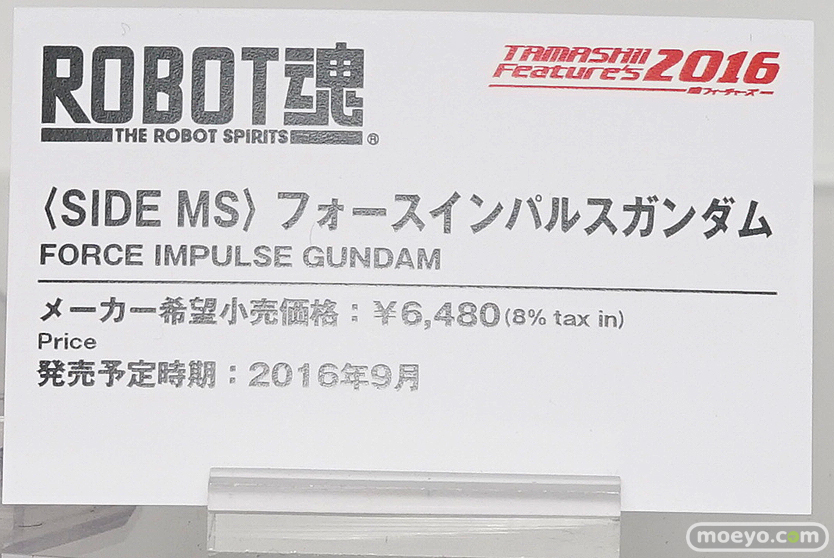 ROBOT魂
THE ROBOT SPIRITS ®
TAMASHII
Feature's 2016
魂フィーチャーズ
〈SIDE MS〉 フォースインパルスガンダム
FORCE IMPULSE GUNDAM
メーカー希望小売価格：￥6,480(8% tax in)
Price
発売予定時期：2016年9月
moeyo.com